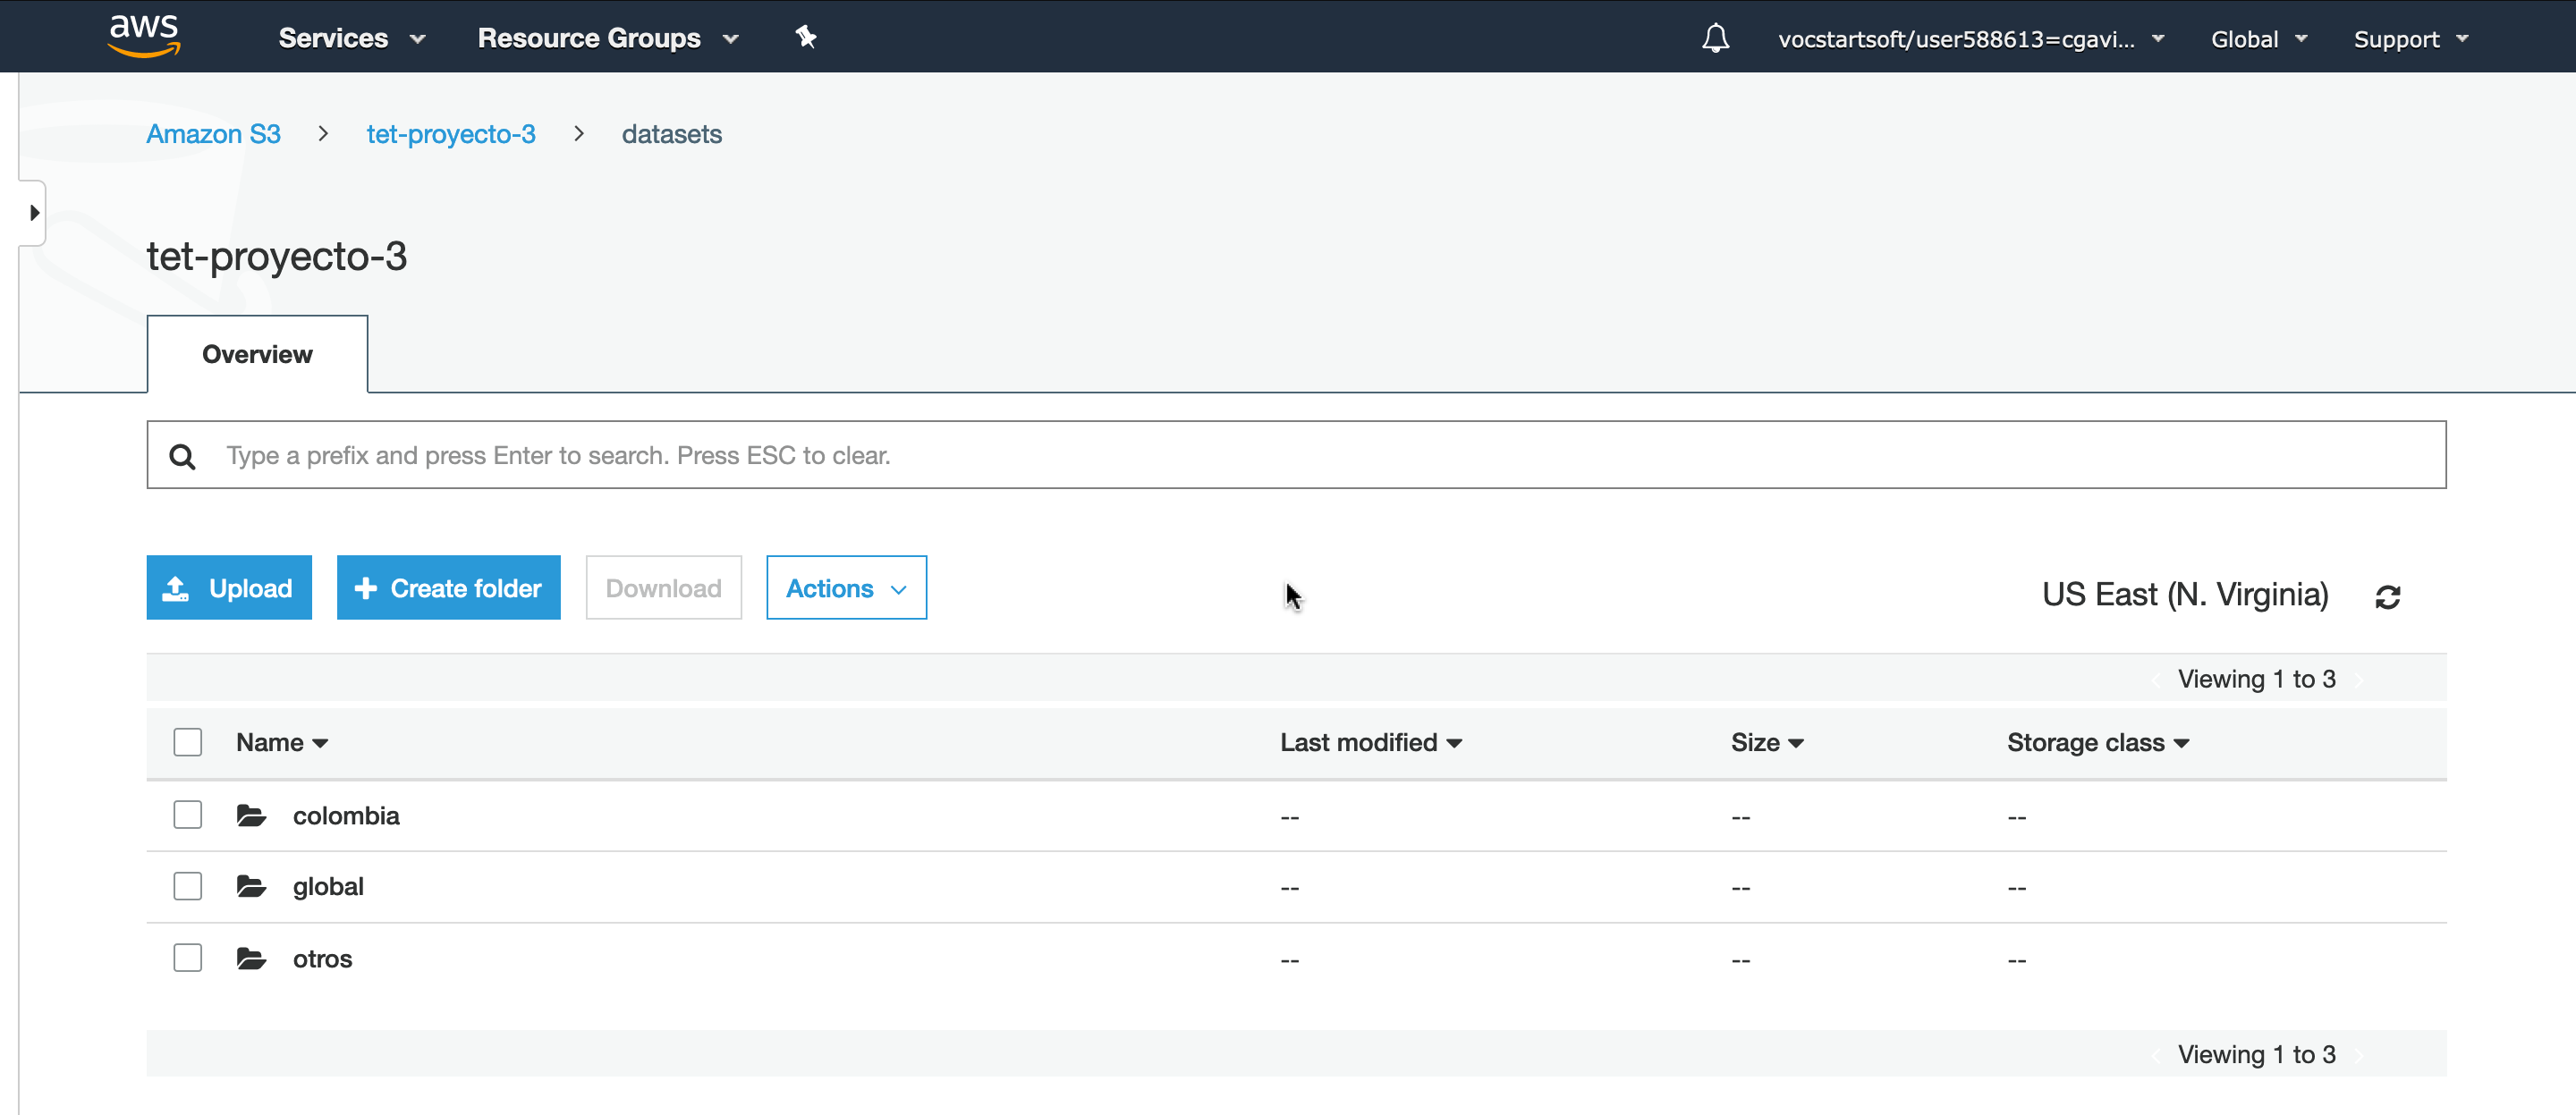 aws Services Resource Groups vocstartsoft/user588613=cgavi... Global Support
Amazon S3 > tet-proyecto-3 > datasets
tet-proyecto-3
Overview
Type a prefix and press Enter to search. Press ESC to clear.
Upload + Create folder Download Actions US East (N. Virginia)
Viewing 1 to 3
Name Last modified Size Storage class
colombia -- -- --
global -- -- --
otros -- -- --
Viewing 1 to 3